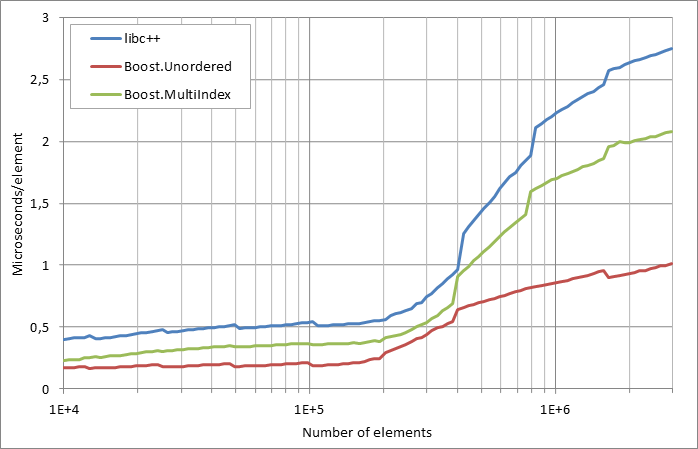 3
libc++
2,5
Boost.Unordered
Boost.MultiIndex
2
Microseconds/element
1,5
1
0,5
0
1E+4
1E+5
1E+6
Number of elements